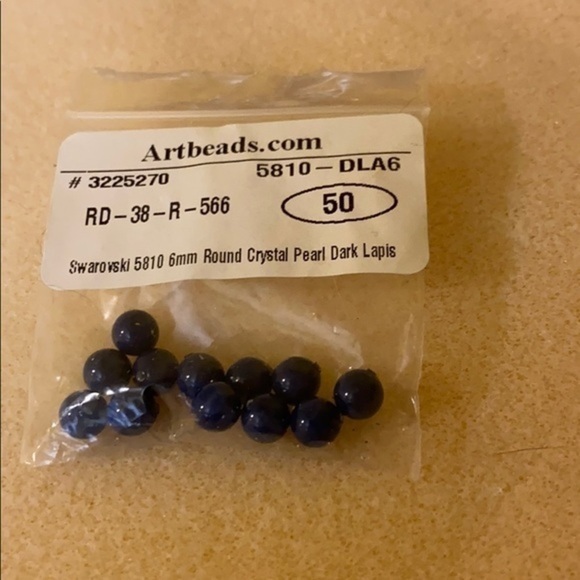 Artbeads.com
# 3225270 5810-DLA6
RD-38-R-566 50
Swarovski 5810 6mm Round Crystal Pearl Dark Lapis